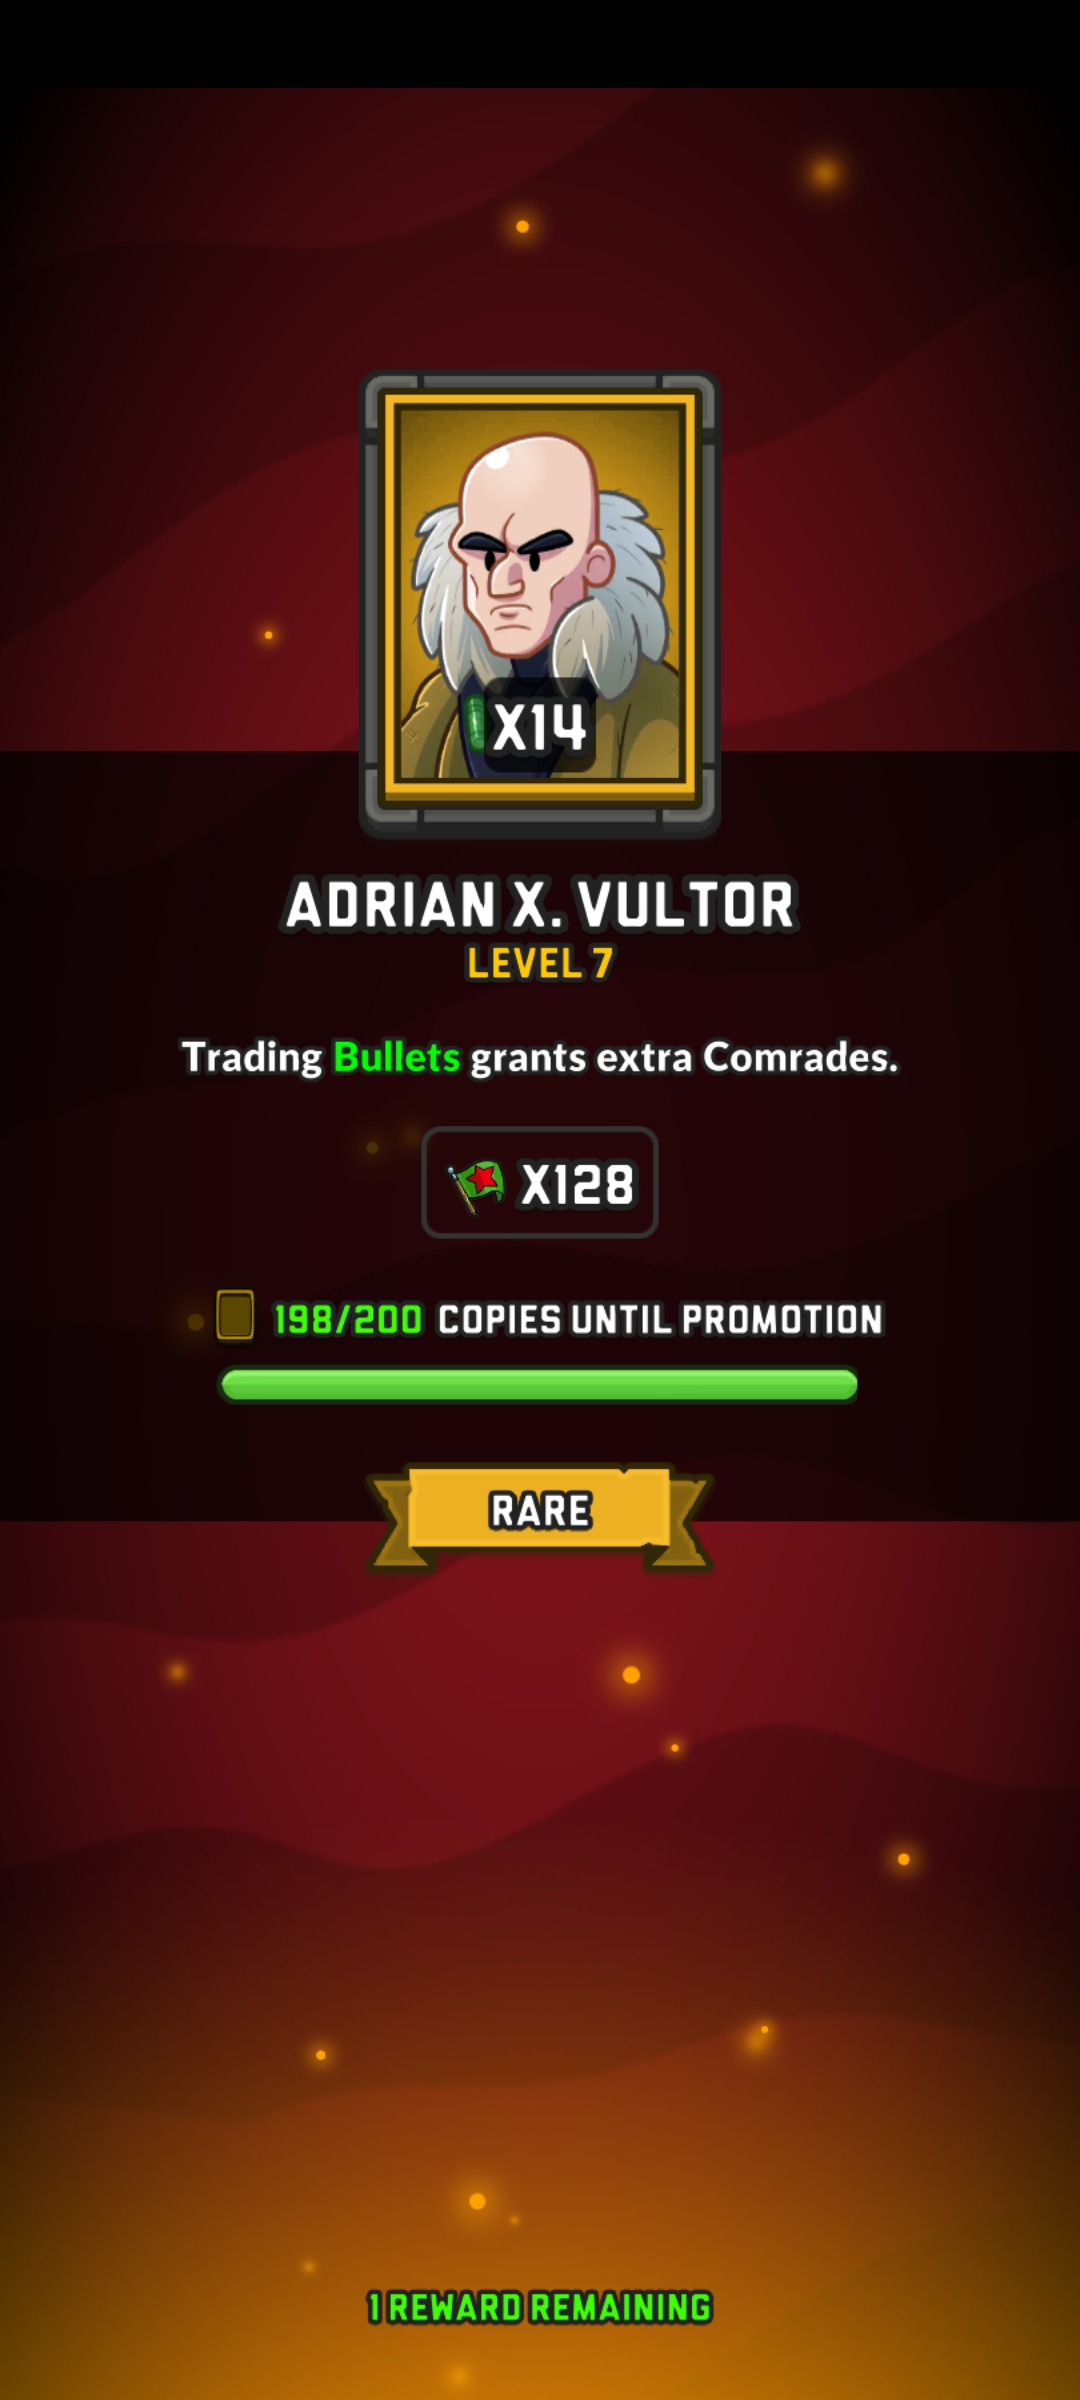 X14
ADRIAN X. VULTOR
LEVEL 7
Trading Bullets grants extra Comrades.
X128
198/200 COPIES UNTIL PROMOTION
RARE
1 REWARD REMAINING